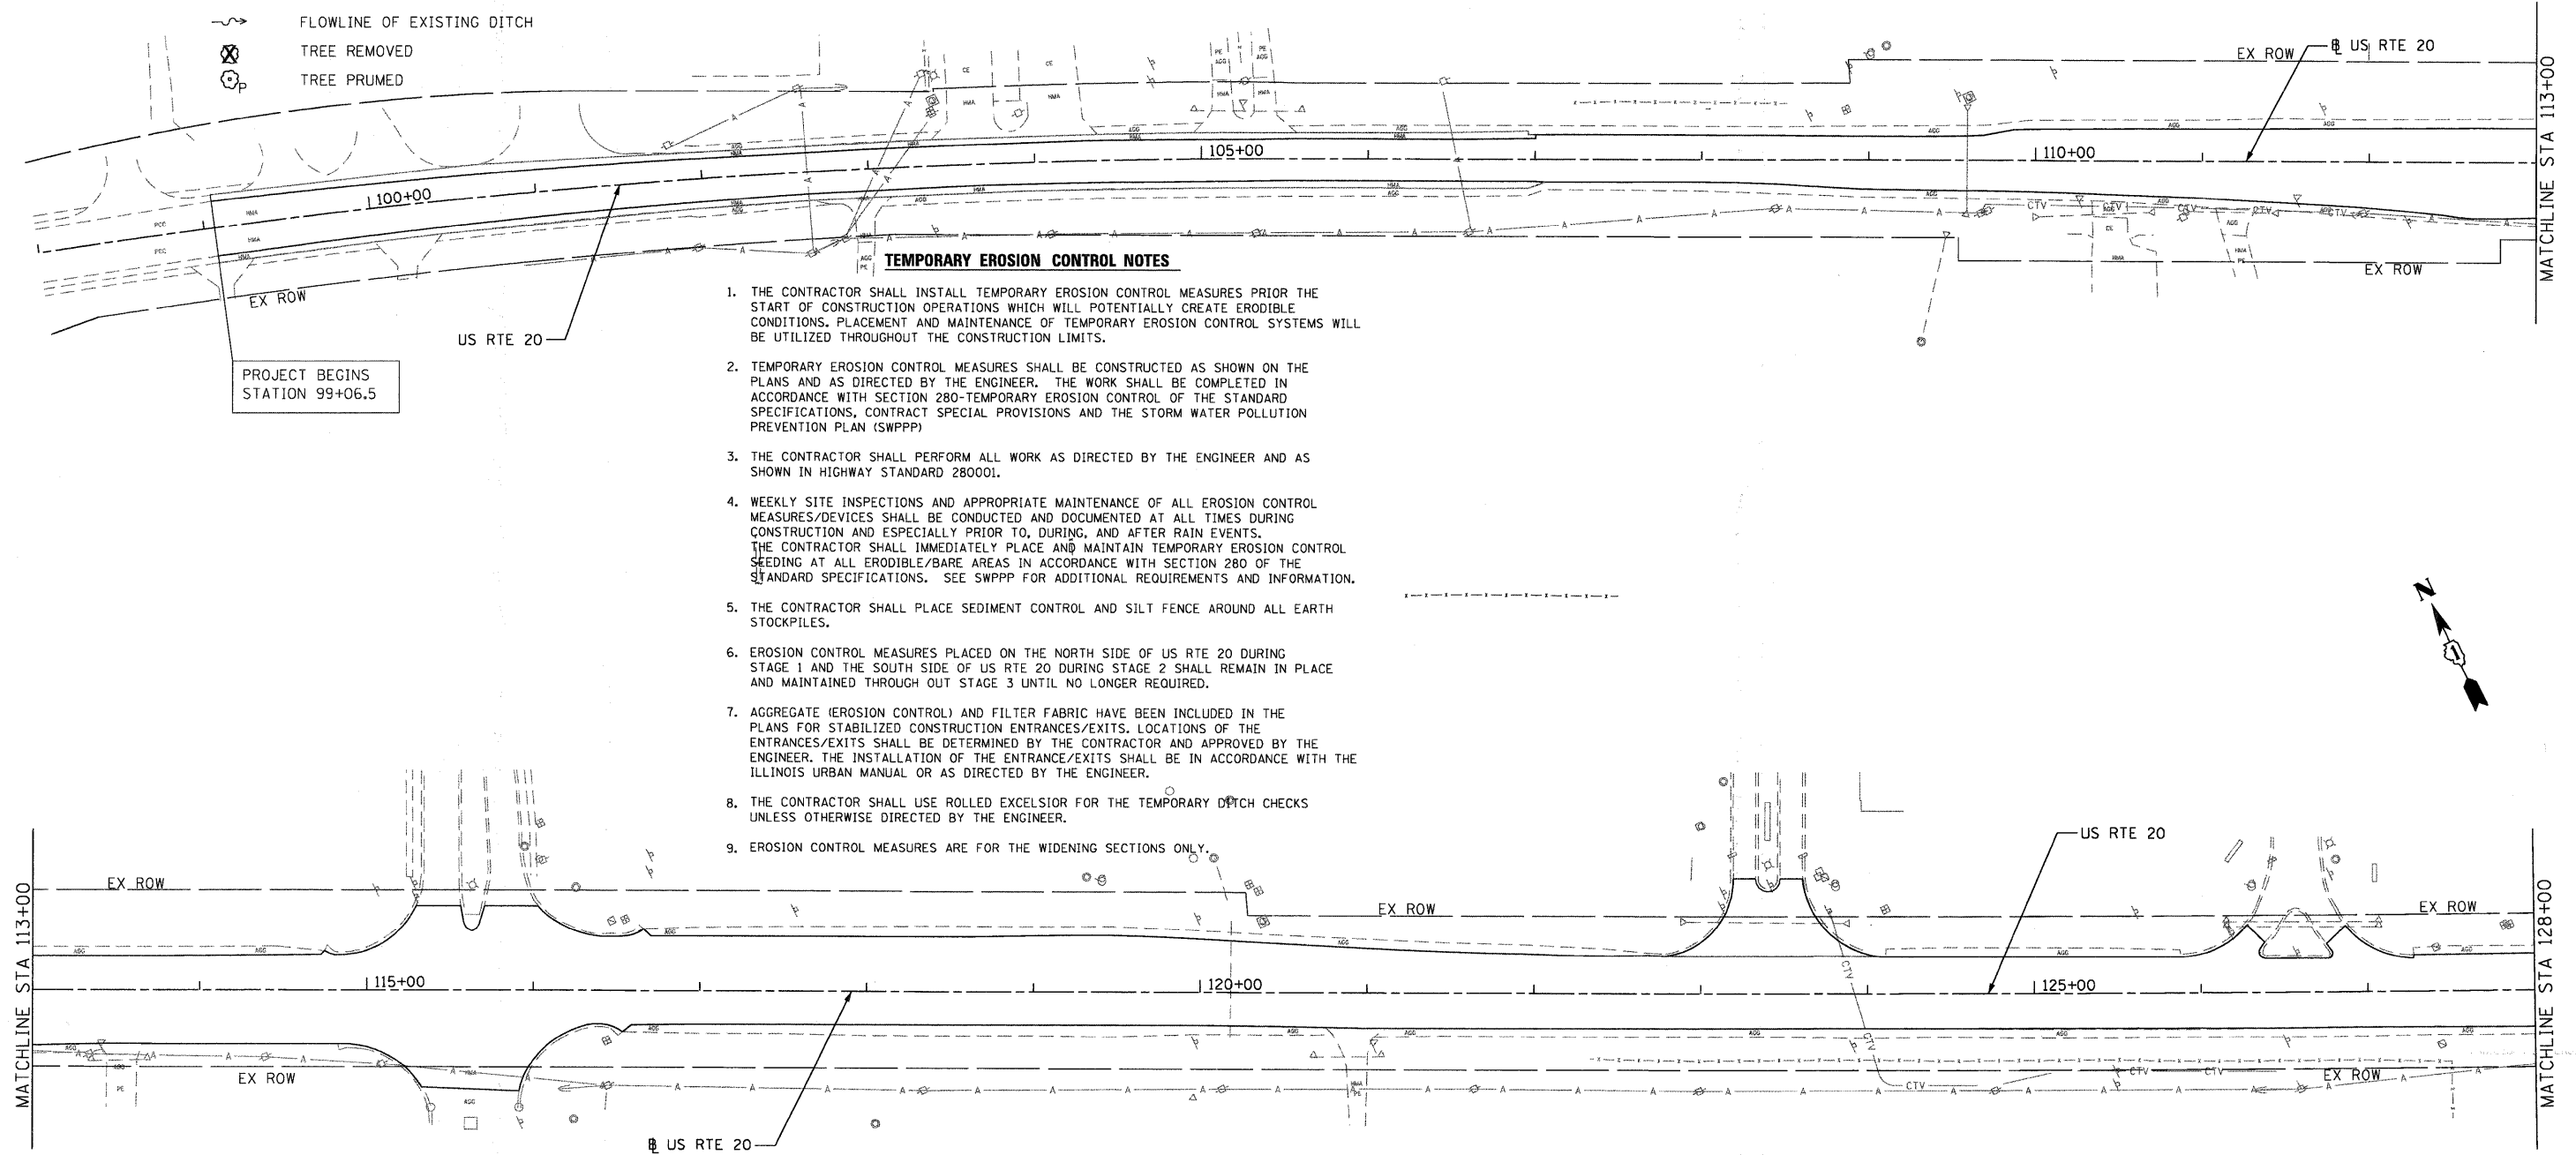 FLOWLINE OF EXISTING DITCH
TREE REMOVED
TREE PRUMED
EX ROW
℄ US RTE 20
MATCHLINE STA 113+00
100+00
105+00
110+00
EX ROW
EX ROW
US RTE 20
PROJECT BEGINS
STATION 99+06.5
TEMPORARY EROSION CONTROL NOTES
1. THE CONTRACTOR SHALL INSTALL TEMPORARY EROSION CONTROL MEASURES PRIOR THE
START OF CONSTRUCTION OPERATIONS WHICH WILL POTENTIALLY CREATE ERODIBLE
CONDITIONS. PLACEMENT AND MAINTENANCE OF TEMPORARY EROSION CONTROL SYSTEMS WILL
BE UTILIZED THROUGHOUT THE CONSTRUCTION LIMITS.
2. TEMPORARY EROSION CONTROL MEASURES SHALL BE CONSTRUCTED AS SHOWN ON THE
PLANS AND AS DIRECTED BY THE ENGINEER. THE WORK SHALL BE COMPLETED IN
ACCORDANCE WITH SECTION 280-TEMPORARY EROSION CONTROL OF THE STANDARD
SPECIFICATIONS, CONTRACT SPECIAL PROVISIONS AND THE STORM WATER POLLUTION
PREVENTION PLAN (SWPPP)
3. THE CONTRACTOR SHALL PERFORM ALL WORK AS DIRECTED BY THE ENGINEER AND AS
SHOWN IN HIGHWAY STANDARD 280001.
4. WEEKLY SITE INSPECTIONS AND APPROPRIATE MAINTENANCE OF ALL EROSION CONTROL
MEASURES/DEVICES SHALL BE CONDUCTED AND DOCUMENTED AT ALL TIMES DURING
CONSTRUCTION AND ESPECIALLY PRIOR TO, DURING, AND AFTER RAIN EVENTS.
THE CONTRACTOR SHALL IMMEDIATELY PLACE AND MAINTAIN TEMPORARY EROSION CONTROL
SEEDING AT ALL ERODIBLE/BARE AREAS IN ACCORDANCE WITH SECTION 280 OF THE
STANDARD SPECIFICATIONS. SEE SWPPP FOR ADDITIONAL REQUIREMENTS AND INFORMATION.
5. THE CONTRACTOR SHALL PLACE SEDIMENT CONTROL AND SILT FENCE AROUND ALL EARTH
STOCKPILES.
6. EROSION CONTROL MEASURES PLACED ON THE NORTH SIDE OF US RTE 20 DURING
STAGE 1 AND THE SOUTH SIDE OF US RTE 20 DURING STAGE 2 SHALL REMAIN IN PLACE
AND MAINTAINED THROUGH OUT STAGE 3 UNTIL NO LONGER REQUIRED.
7. AGGREGATE (EROSION CONTROL) AND FILTER FABRIC HAVE BEEN INCLUDED IN THE
PLANS FOR STABILIZED CONSTRUCTION ENTRANCES/EXITS. LOCATIONS OF THE
ENTRANCES/EXITS SHALL BE DETERMINED BY THE CONTRACTOR AND APPROVED BY THE
ENGINEER. THE INSTALLATION OF THE ENTRANCE/EXITS SHALL BE IN ACCORDANCE WITH THE
ILLINOIS URBAN MANUAL OR AS DIRECTED BY THE ENGINEER.
8. THE CONTRACTOR SHALL USE ROLLED EXCELSIOR FOR THE TEMPORARY DITCH CHECKS
UNLESS OTHERWISE DIRECTED BY THE ENGINEER.
9. EROSION CONTROL MEASURES ARE FOR THE WIDENING SECTIONS ONLY.
N
1
US RTE 20
MATCHLINE STA 113+00
EX ROW
EX ROW
EX ROW
115+00
120+00
125+00
EX ROW
CTV
EX ROW
℄ US RTE 20
MATCHLINE STA 128+00